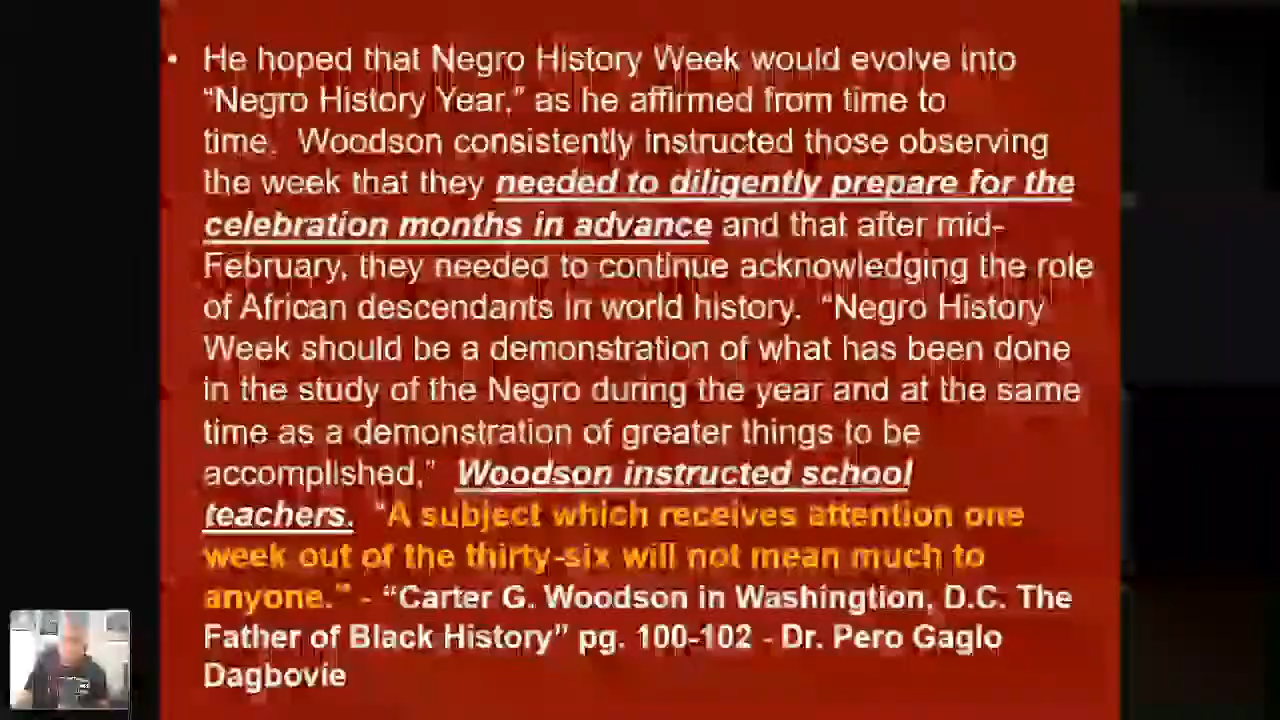 • He hoped that Negro History Week would evolve into
“Negro History Year,” as he affirmed from time to
time.  Woodson consistently instructed those observing
the week that they needed to diligently prepare for the
celebration months in advance and that after mid-
February, they needed to continue acknowledging the role
of African descendants in world history.  “Negro History
Week should be a demonstration of what has been done
in the study of the Negro during the year and at the same
time as a demonstration of greater things to be
accomplished,”  Woodson instructed school
teachers.  “A subject which receives attention one
week out of the thirty-six will not mean much to
anyone.” - “Carter G. Woodson in Washingtion, D.C. The
Father of Black History” pg. 100-102 - Dr. Pero Gaglo
Dagbovie